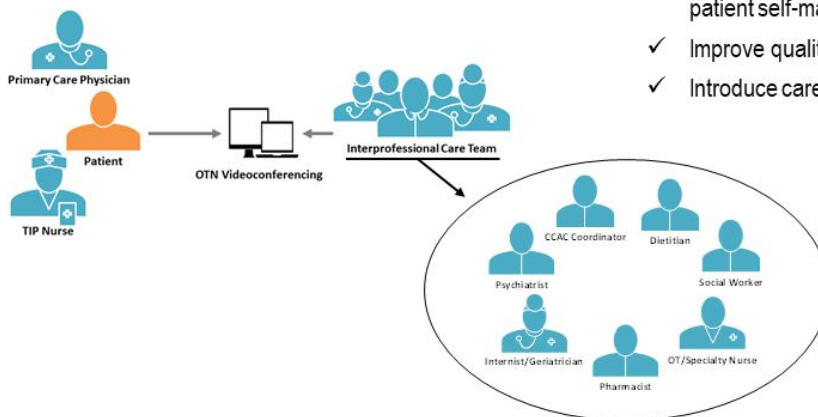 patient self-ma
✓ Improve qualit
✓ Introduce care
Primary Care Physician
Patient
TIP Nurse
OTN Videoconferencing
Interprofessional Care Team
CCAC Coordinator
Dietitian
Psychiatrist
Social Worker
Internist/Geriatrician
OT/Specialty Nurse
Pharmacist